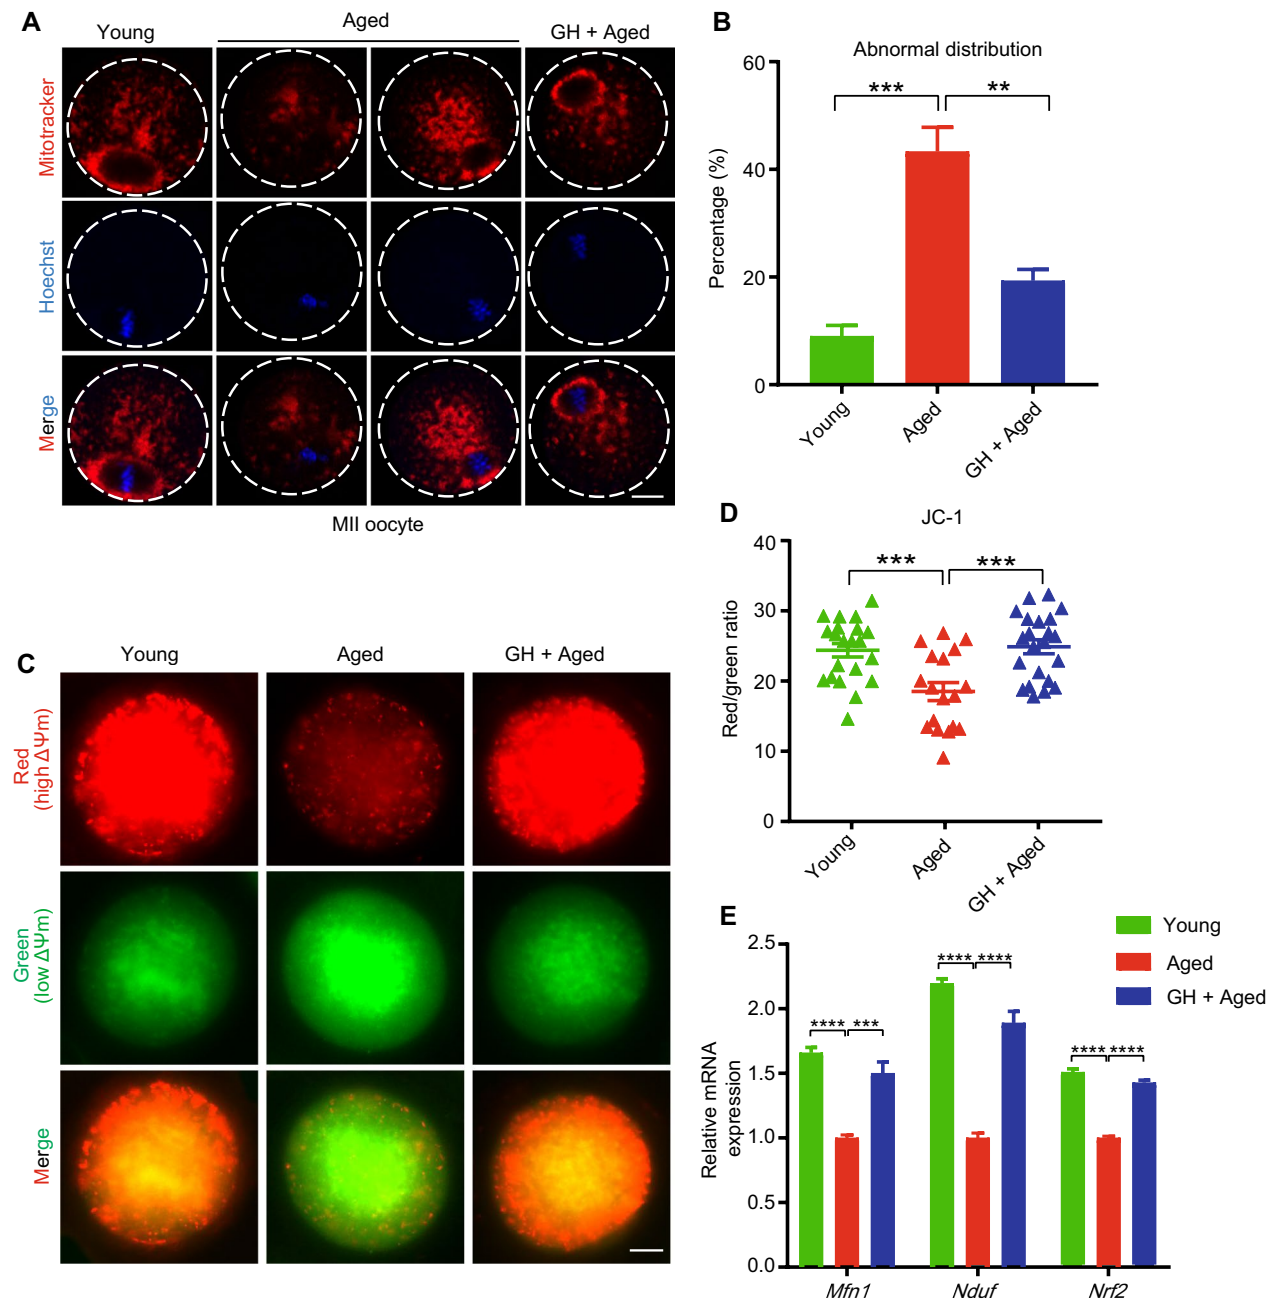 A
Young
Aged
GH + Aged
Mitotracker
Hoechst
Merge
MII oocyte
B
Abnormal distribution
Percentage (%)
60
40
20
0
***
**
Young
Aged
GH + Aged
C
Young
Aged
GH + Aged
Red
(high ΔΨm)
Green
(low ΔΨm)
Merge
D
JC-1
Red/green ratio
40
30
20
10
0
***
***
Young
Aged
GH + Aged
E
Relative mRNA
expression
2.5
2.0
1.5
1.0
0.5
0.0
**** ***
**** ****
**** ****
Mfn1
Nduf
Nrf2
Young
Aged
GH + Aged